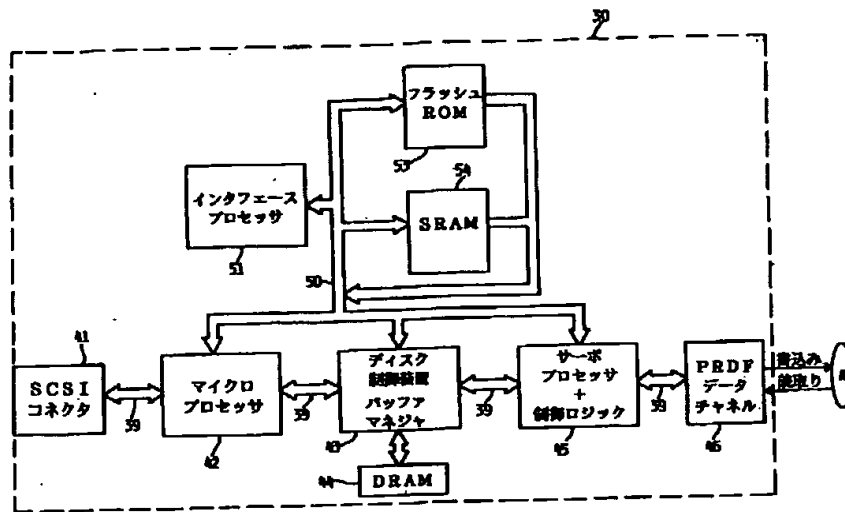 30
フラッシュ
ROM
53
インタフェース
プロセッサ
51
54
SRAM
50
41
SCSI
コネクタ
39
マイクロ
プロセッサ
42
39
ディスク
制御装置
バッファ
マネジャ
43
39
サーボ
プロセッサ
+
制御ロジック
45
39
PRDF
データ
チャネル
46
書込み
読取り
44
DRAM